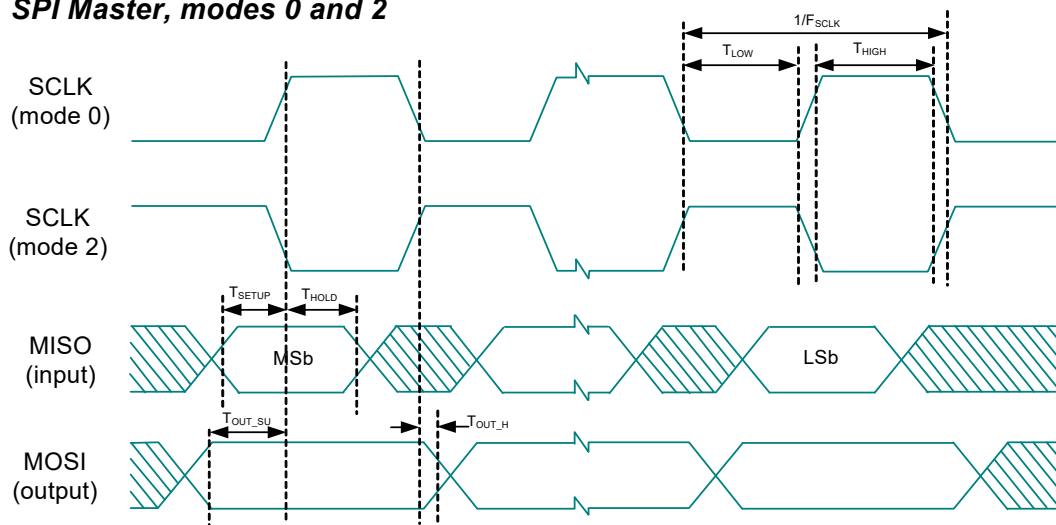 SPI Master, modes 0 and 2
1/FSCLK
TLOW
THIGH
SCLK
(mode 0)
SCLK
(mode 2)
TSETUP
THOLD
MISO
(input)
MSb
LSb
TOUT_SU
TOUT_H
MOSI
(output)